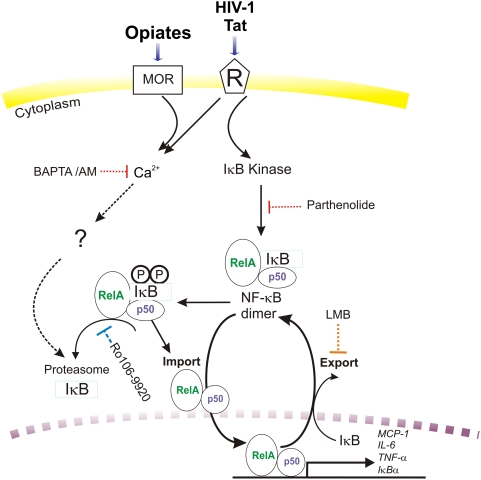 HIV-1
Tat
Opiates
MOR
R
Cytoplasm
BAPTA /AM
Ca²⁺
IκB Kinase
Parthenolide
?
RelA
IκB
p50
P P
RelA
IκB
p50
NF-κB
dimer
LMB
Ro106-9920
Proteasome
IκB
Import
Export
RelA
p50
IκB
RelA
p50
MCP-1
IL-6
TNF-α
IκBα